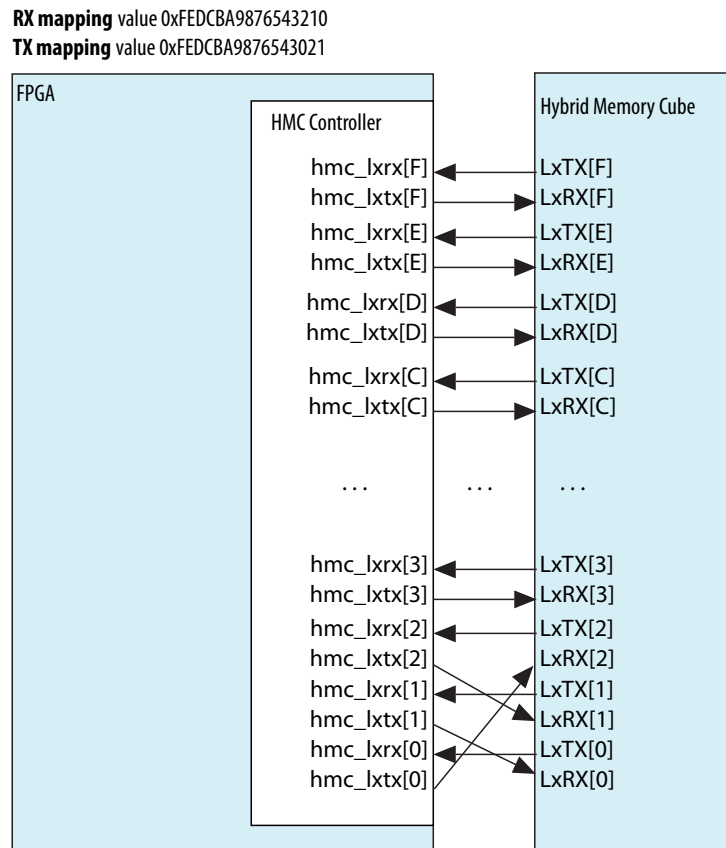 RX mapping value 0xFEDCBA9876543210
TX mapping value 0xFEDCBA9876543021
FPGA
HMC Controller
Hybrid Memory Cube
hmc_lxrx[F] LxTX[F]
hmc_lxtx[F] LxRX[F]
hmc_lxrx[E] LxTX[E]
hmc_lxtx[E] LxRX[E]
hmc_lxrx[D] LxTX[D]
hmc_lxtx[D] LxRX[D]
hmc_lxrx[C] LxTX[C]
hmc_lxtx[C] LxRX[C]
... ... ...
hmc_lxrx[3] LxTX[3]
hmc_lxtx[3] LxRX[3]
hmc_lxrx[2] LxTX[2]
hmc_lxtx[2] LxRX[2]
hmc_lxrx[1] LxTX[1]
hmc_lxtx[1] LxRX[1]
hmc_lxrx[0] LxTX[0]
hmc_lxtx[0] LxRX[0]